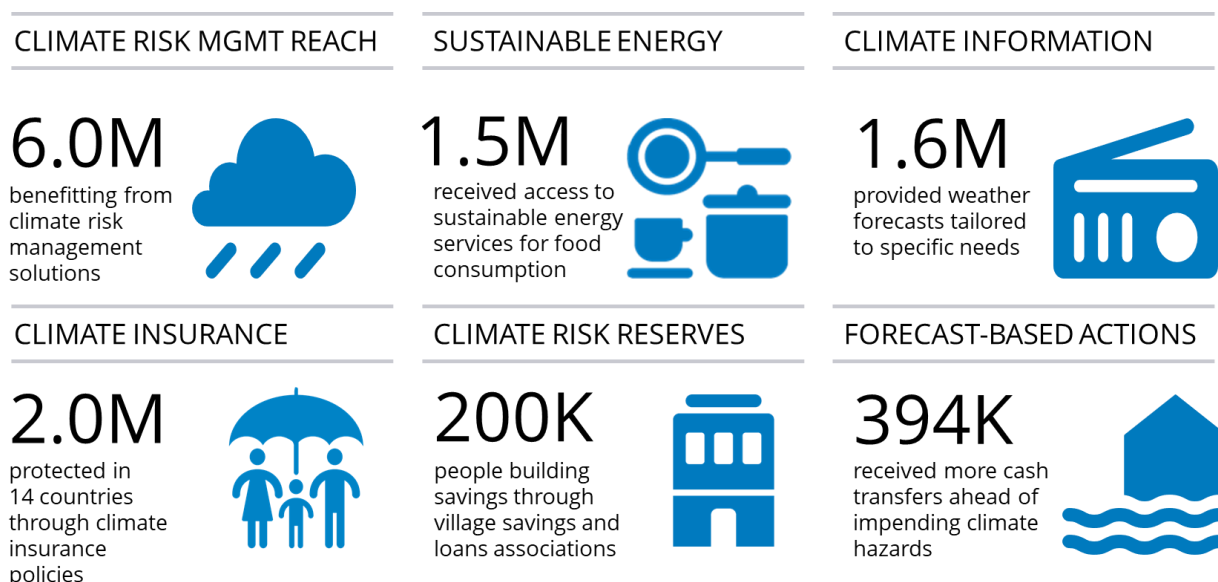 CLIMATE RISK MGMT REACH
6.0M
benefitting from
climate risk
management
solutions
SUSTAINABLE ENERGY
1.5M
received access to
sustainable energy
services for food
consumption
CLIMATE INFORMATION
1.6M
provided weather
forecasts tailored
to specific needs
CLIMATE INSURANCE
2.0M
protected in
14 countries
through climate
insurance
policies
CLIMATE RISK RESERVES
200K
people building
savings through
village savings and
loans associations
FORECAST-BASED ACTIONS
394K
received more cash
transfers ahead of
impending climate
hazards